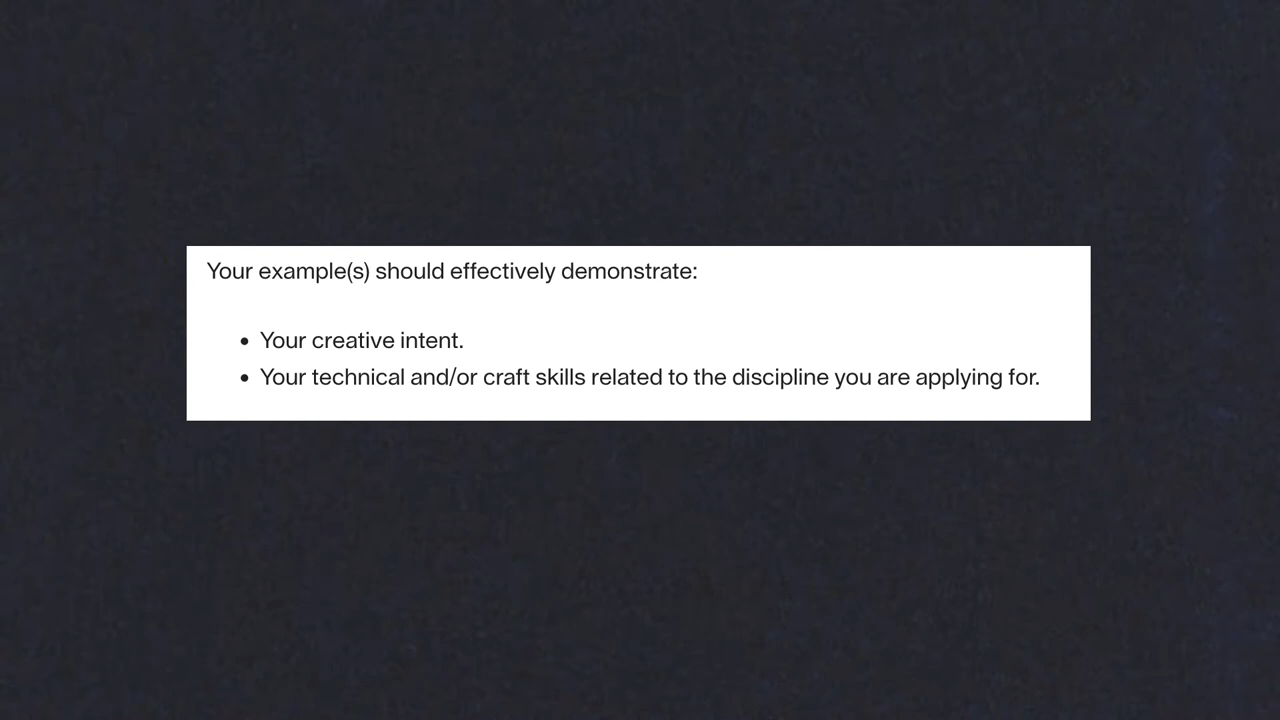 Your example(s) should effectively demonstrate:
• Your creative intent.
• Your technical and/or craft skills related to the discipline you are applying for.